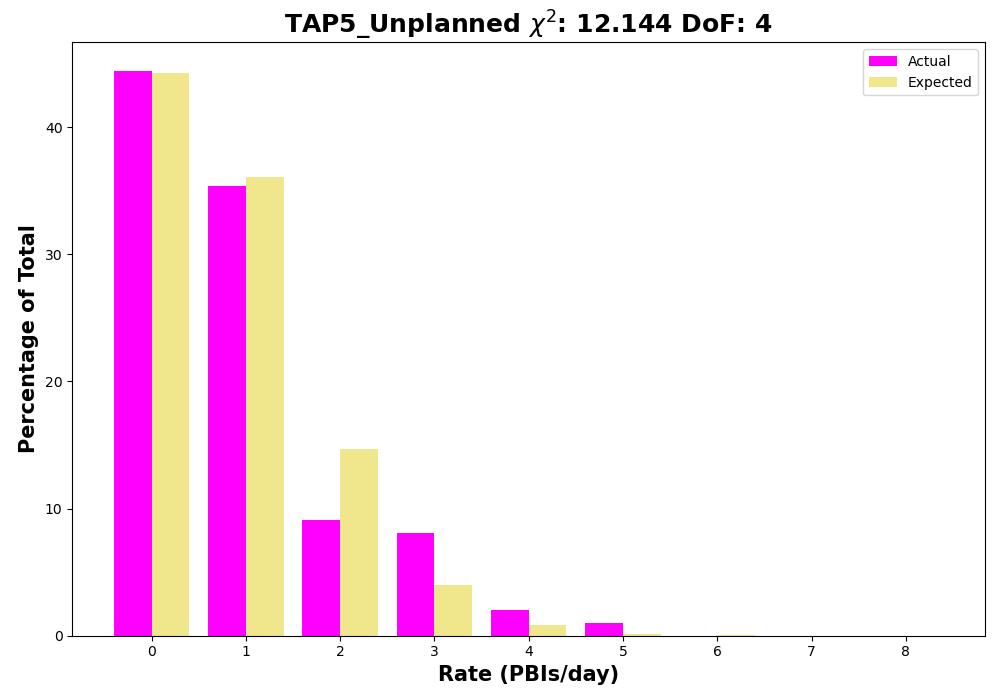 TAP5_Unplanned χ²: 12.144 DoF: 4
Actual
Expected
Percentage of Total
40
30
20
10
0
0 1 2 3 4 5 6 7 8
Rate (PBIs/day)